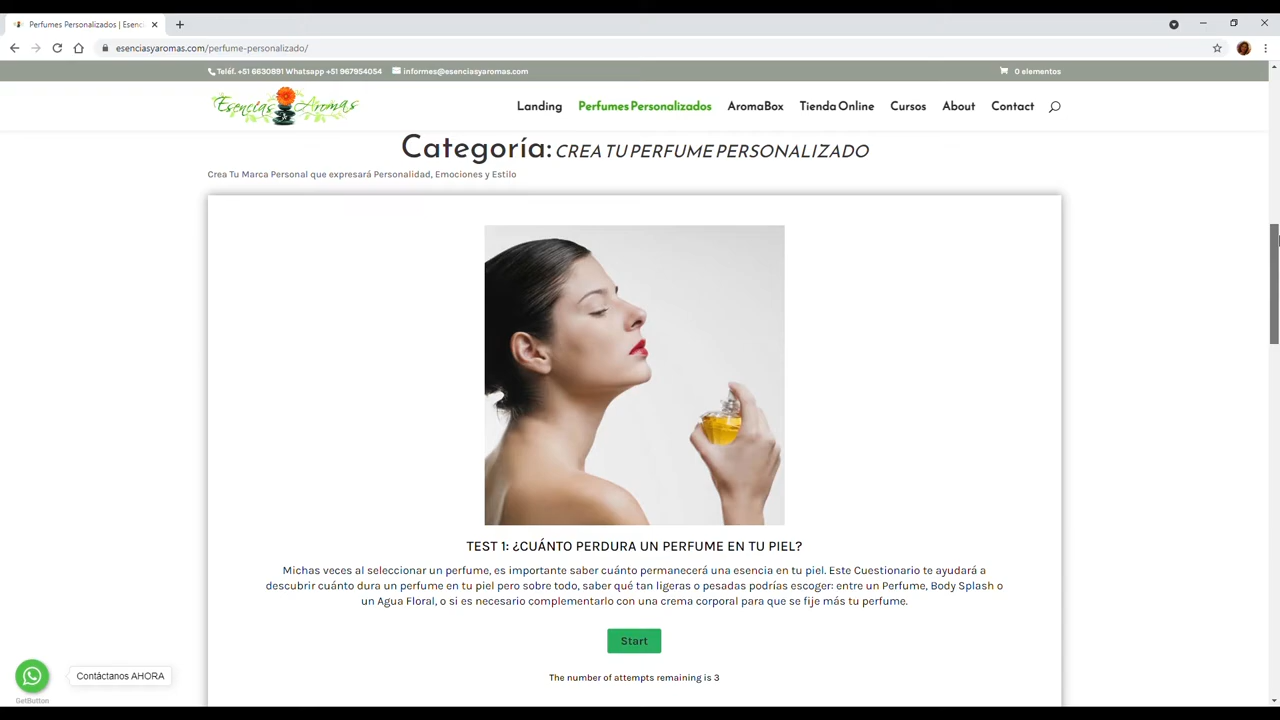 Perfumes Personalizados | Esenci
esenciasyaromas.com/perfume-personalizado/
Teléf. +51 6630891 Whatsapp +51 967954054 informes@esenciasyaromas.com 0 elementos
Esencias Aromas
Landing Perfumes Personalizados AromaBox Tienda Online Cursos About Contact
Categoría: CREA TU PERFUME PERSONALIZADO
Crea Tu Marca Personal que expresará Personalidad, Emociones y Estilo
TEST 1: ¿CUÁNTO PERDURA UN PERFUME EN TU PIEL?
Michas veces al seleccionar un perfume, es importante saber cuánto permanecerá una esencia en tu piel. Este Cuestionario te ayudará a
descubrir cuánto dura un perfume en tu piel pero sobre todo, saber qué tan ligeras o pesadas podrías escoger: entre un Perfume, Body Splash o
un Agua Floral, o si es necesario complementarlo con una crema corporal para que se fije más tu perfume.
Start
The number of attempts remaining is 3
Contáctanos AHORA
GetButton